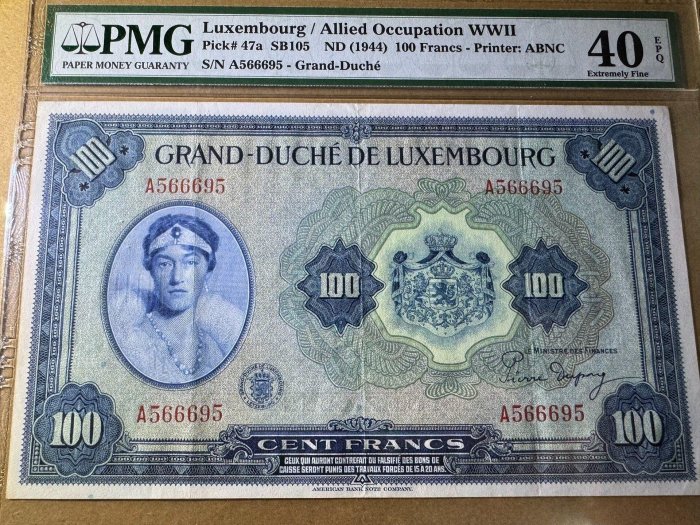 PMG
PAPER MONEY GUARANTY
Luxembourg / Allied Occupation WWII
Pick# 47a SB105 ND (1944) 100 Francs - Printer: ABNC
S/N A566695 - Grand-Duché
40 EPQ
Extremely Fine
100 100
GRAND-DUCHÉ DE LUXEMBOURG
A566695 A566695
100 100
LE MINISTRE DES FINANCES
Pierre Dupong
A566695 A566695
100 100
CENT FRANCS
CEUX QUI AURONT CONTREFAIT OU FALSIFIÉ DES BONS DE
CAISSE SERONT PUNIS DES TRAVAUX FORCÉS DE 15 À 20 ANS.
AMERICAN BANK NOTE COMPANY.